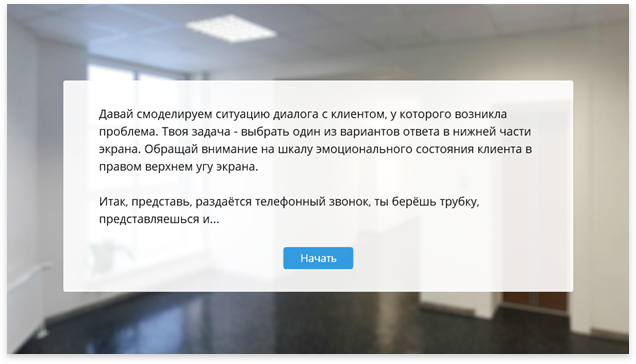 Давай смоделируем ситуацию диалога с клиентом, у которого возникла
проблема. Твоя задача - выбрать один из вариантов ответа в нижней части
экрана. Обращай внимание на шкалу эмоционального состояния клиента в
правом верхнем угу экрана.
Итак, представь, раздаётся телефонный звонок, ты берёшь трубку,
представляешься и...
Начать